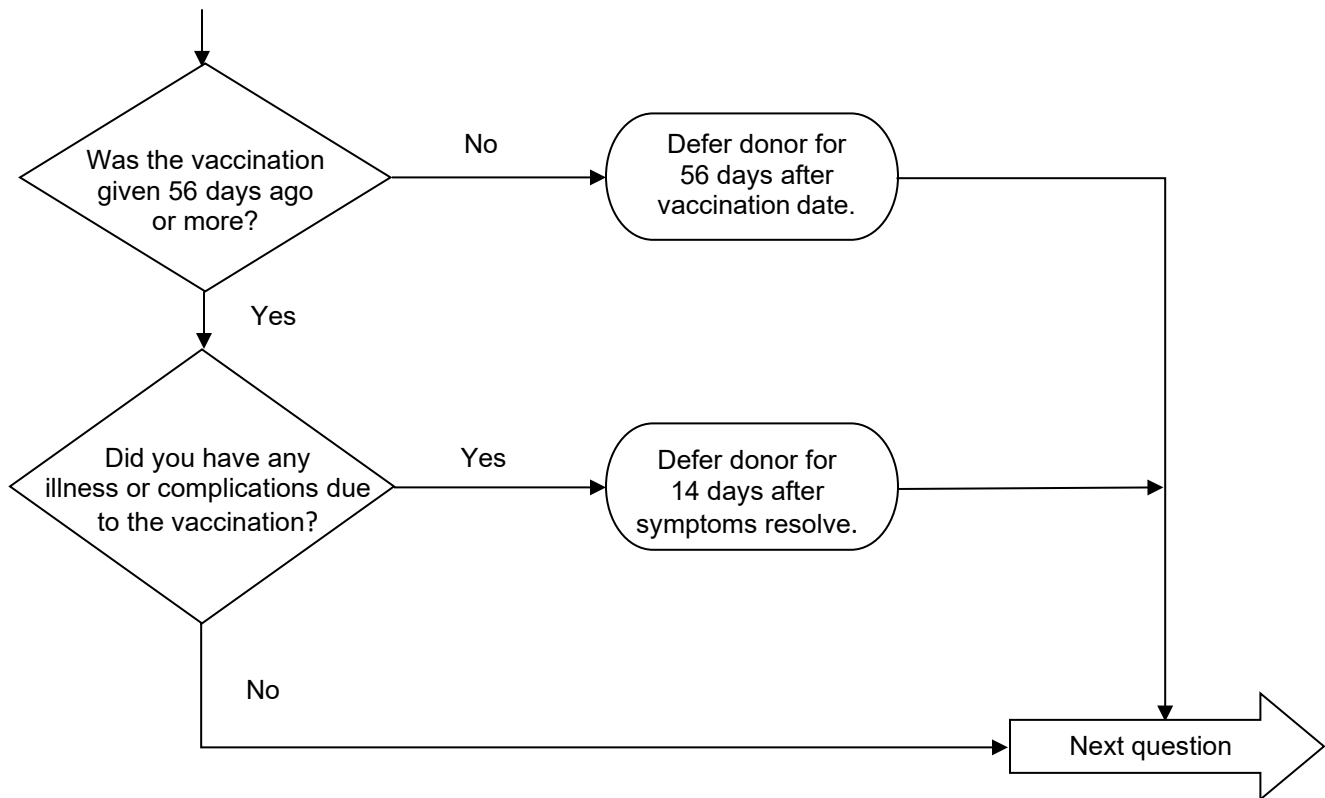 Was the vaccination
given 56 days ago
or more?
No
Defer donor for
56 days after
vaccination date.
Yes
Did you have any
illness or complications due
to the vaccination?
Yes
Defer donor for
14 days after
symptoms resolve.
No
Next question